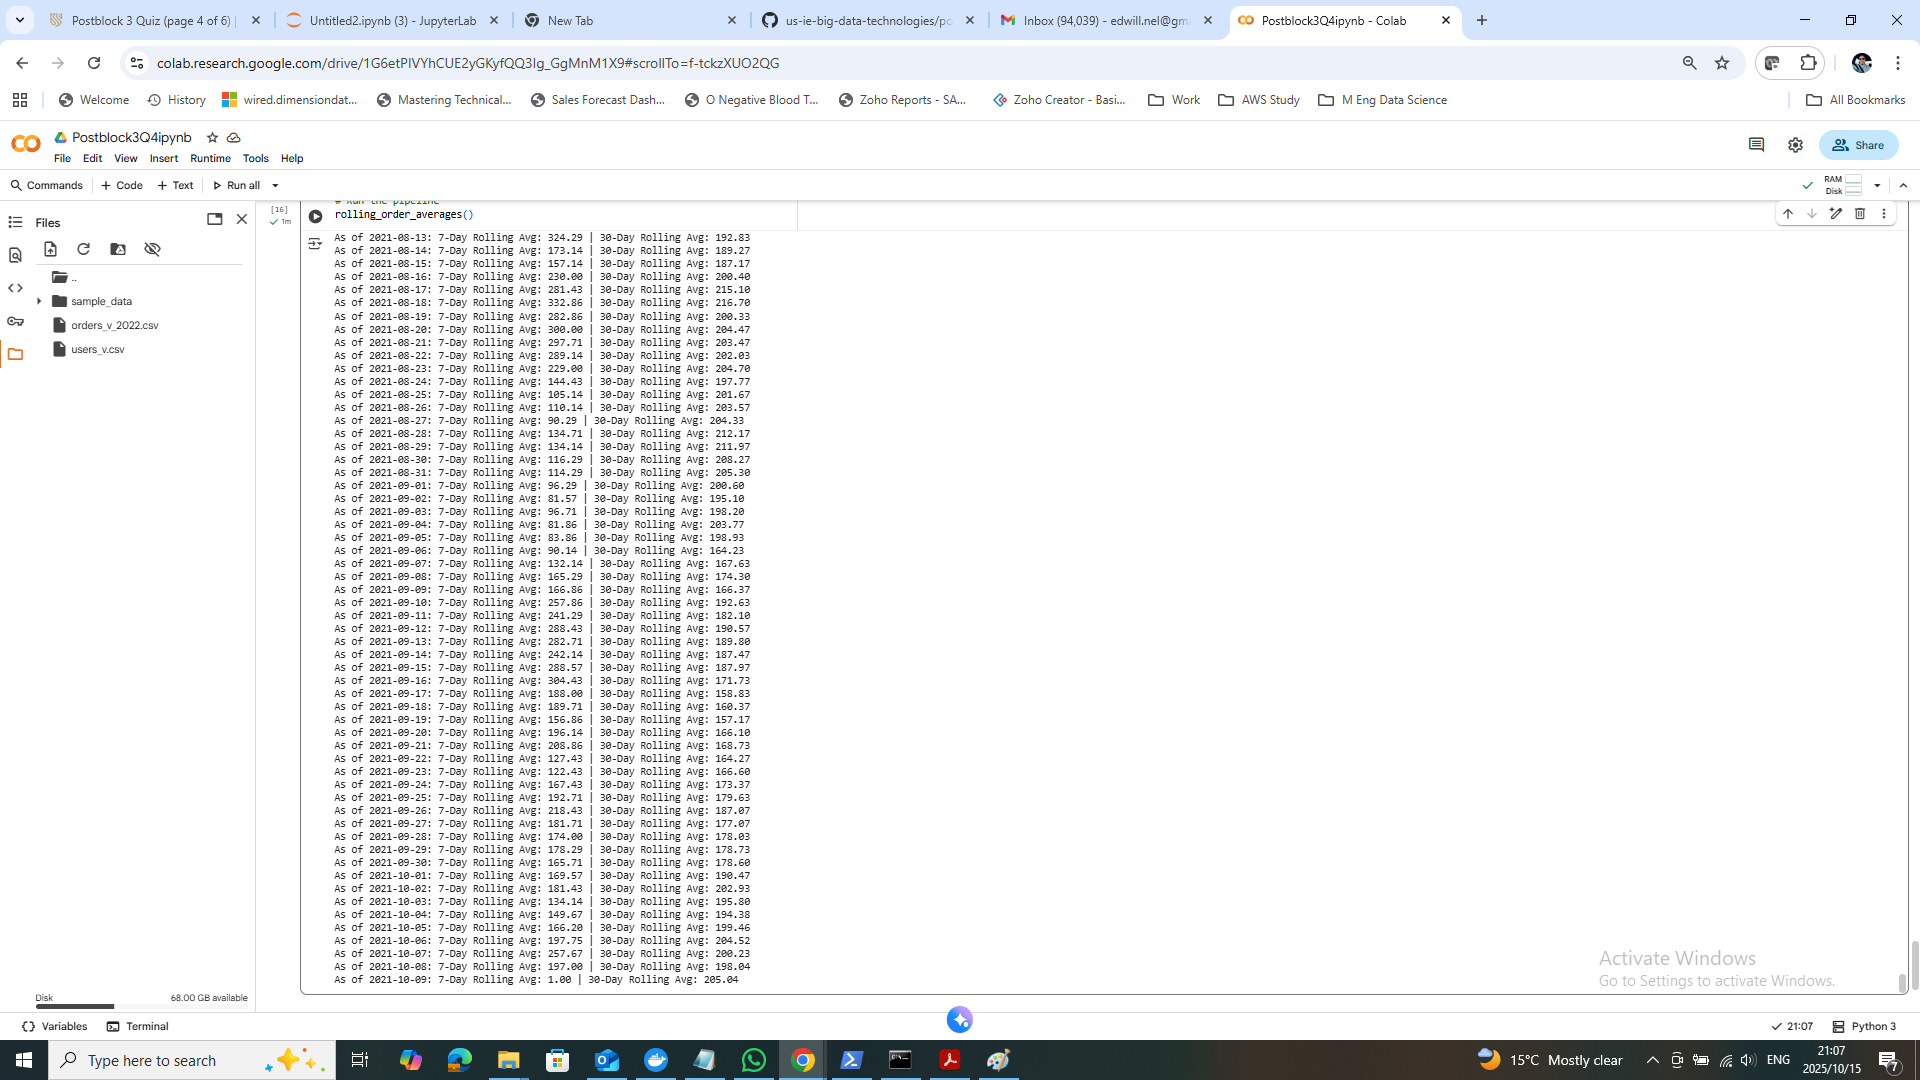 Postblock 3 Quiz (page 4 of 6)
Untitled2.ipynb (3) - JupyterLab
New Tab
us-ie-big-data-technologies/po
Inbox (94,039) - edwill.nel@gm
Postblock3Q4ipynb - Colab
colab.research.google.com/drive/1G6etPIVYhCUE2yGKyfQQ3Ig_GgMnM1X9#scrollTo=f-tckzXUO2QG
Welcome
History
wired.dimensiondat...
Mastering Technical...
Sales Forecast Dash...
O Negative Blood T...
Zoho Reports - SA...
Zoho Creator - Basi...
Work
AWS Study
M Eng Data Science
All Bookmarks
Postblock3Q4ipynb
File Edit View Insert Runtime Tools Help
Share
Commands + Code + Text Run all
RAM
Disk
Files
..
sample_data
orders_v_2022.csv
users_v.csv
Disk 68.00 GB available
[16]
1m
# Run the pipeline
rolling_order_averages()
As of 2021-08-13: 7-Day Rolling Avg: 324.29 | 30-Day Rolling Avg: 192.83
As of 2021-08-14: 7-Day Rolling Avg: 173.14 | 30-Day Rolling Avg: 189.27
As of 2021-08-15: 7-Day Rolling Avg: 157.14 | 30-Day Rolling Avg: 187.17
As of 2021-08-16: 7-Day Rolling Avg: 230.00 | 30-Day Rolling Avg: 200.40
As of 2021-08-17: 7-Day Rolling Avg: 281.43 | 30-Day Rolling Avg: 215.10
As of 2021-08-18: 7-Day Rolling Avg: 332.86 | 30-Day Rolling Avg: 216.70
As of 2021-08-19: 7-Day Rolling Avg: 282.86 | 30-Day Rolling Avg: 200.33
As of 2021-08-20: 7-Day Rolling Avg: 300.00 | 30-Day Rolling Avg: 204.47
As of 2021-08-21: 7-Day Rolling Avg: 297.71 | 30-Day Rolling Avg: 203.47
As of 2021-08-22: 7-Day Rolling Avg: 289.14 | 30-Day Rolling Avg: 202.03
As of 2021-08-23: 7-Day Rolling Avg: 229.00 | 30-Day Rolling Avg: 204.70
As of 2021-08-24: 7-Day Rolling Avg: 144.43 | 30-Day Rolling Avg: 197.77
As of 2021-08-25: 7-Day Rolling Avg: 105.14 | 30-Day Rolling Avg: 201.67
As of 2021-08-26: 7-Day Rolling Avg: 110.14 | 30-Day Rolling Avg: 203.57
As of 2021-08-27: 7-Day Rolling Avg: 90.29 | 30-Day Rolling Avg: 204.33
As of 2021-08-28: 7-Day Rolling Avg: 134.71 | 30-Day Rolling Avg: 212.17
As of 2021-08-29: 7-Day Rolling Avg: 134.14 | 30-Day Rolling Avg: 211.97
As of 2021-08-30: 7-Day Rolling Avg: 116.29 | 30-Day Rolling Avg: 208.27
As of 2021-08-31: 7-Day Rolling Avg: 114.29 | 30-Day Rolling Avg: 205.30
As of 2021-09-01: 7-Day Rolling Avg: 96.29 | 30-Day Rolling Avg: 200.60
As of 2021-09-02: 7-Day Rolling Avg: 81.57 | 30-Day Rolling Avg: 195.10
As of 2021-09-03: 7-Day Rolling Avg: 96.71 | 30-Day Rolling Avg: 198.20
As of 2021-09-04: 7-Day Rolling Avg: 81.86 | 30-Day Rolling Avg: 203.77
As of 2021-09-05: 7-Day Rolling Avg: 83.86 | 30-Day Rolling Avg: 198.93
As of 2021-09-06: 7-Day Rolling Avg: 90.14 | 30-Day Rolling Avg: 164.23
As of 2021-09-07: 7-Day Rolling Avg: 132.14 | 30-Day Rolling Avg: 167.63
As of 2021-09-08: 7-Day Rolling Avg: 165.29 | 30-Day Rolling Avg: 174.30
As of 2021-09-09: 7-Day Rolling Avg: 166.86 | 30-Day Rolling Avg: 166.37
As of 2021-09-10: 7-Day Rolling Avg: 257.86 | 30-Day Rolling Avg: 192.63
As of 2021-09-11: 7-Day Rolling Avg: 241.29 | 30-Day Rolling Avg: 182.10
As of 2021-09-12: 7-Day Rolling Avg: 288.43 | 30-Day Rolling Avg: 190.57
As of 2021-09-13: 7-Day Rolling Avg: 282.71 | 30-Day Rolling Avg: 189.80
As of 2021-09-14: 7-Day Rolling Avg: 242.14 | 30-Day Rolling Avg: 187.47
As of 2021-09-15: 7-Day Rolling Avg: 288.57 | 30-Day Rolling Avg: 187.97
As of 2021-09-16: 7-Day Rolling Avg: 304.43 | 30-Day Rolling Avg: 171.73
As of 2021-09-17: 7-Day Rolling Avg: 188.00 | 30-Day Rolling Avg: 158.83
As of 2021-09-18: 7-Day Rolling Avg: 189.71 | 30-Day Rolling Avg: 160.37
As of 2021-09-19: 7-Day Rolling Avg: 156.86 | 30-Day Rolling Avg: 157.17
As of 2021-09-20: 7-Day Rolling Avg: 196.14 | 30-Day Rolling Avg: 166.10
As of 2021-09-21: 7-Day Rolling Avg: 208.86 | 30-Day Rolling Avg: 168.73
As of 2021-09-22: 7-Day Rolling Avg: 127.43 | 30-Day Rolling Avg: 164.27
As of 2021-09-23: 7-Day Rolling Avg: 122.43 | 30-Day Rolling Avg: 166.60
As of 2021-09-24: 7-Day Rolling Avg: 167.43 | 30-Day Rolling Avg: 173.37
As of 2021-09-25: 7-Day Rolling Avg: 192.71 | 30-Day Rolling Avg: 179.63
As of 2021-09-26: 7-Day Rolling Avg: 218.43 | 30-Day Rolling Avg: 187.07
As of 2021-09-27: 7-Day Rolling Avg: 181.71 | 30-Day Rolling Avg: 177.07
As of 2021-09-28: 7-Day Rolling Avg: 174.00 | 30-Day Rolling Avg: 178.03
As of 2021-09-29: 7-Day Rolling Avg: 178.29 | 30-Day Rolling Avg: 178.73
As of 2021-09-30: 7-Day Rolling Avg: 165.71 | 30-Day Rolling Avg: 178.60
As of 2021-10-01: 7-Day Rolling Avg: 169.57 | 30-Day Rolling Avg: 190.47
As of 2021-10-02: 7-Day Rolling Avg: 181.43 | 30-Day Rolling Avg: 202.93
As of 2021-10-03: 7-Day Rolling Avg: 134.14 | 30-Day Rolling Avg: 195.80
As of 2021-10-04: 7-Day Rolling Avg: 149.67 | 30-Day Rolling Avg: 194.38
As of 2021-10-05: 7-Day Rolling Avg: 166.20 | 30-Day Rolling Avg: 199.46
As of 2021-10-06: 7-Day Rolling Avg: 197.75 | 30-Day Rolling Avg: 204.52
As of 2021-10-07: 7-Day Rolling Avg: 257.67 | 30-Day Rolling Avg: 200.23
As of 2021-10-08: 7-Day Rolling Avg: 197.00 | 30-Day Rolling Avg: 198.04
As of 2021-10-09: 7-Day Rolling Avg: 1.00 | 30-Day Rolling Avg: 205.04
Activate Windows
Go to Settings to activate Windows.
Variables Terminal
21:07 Python 3
Type here to search
15°C Mostly clear
ENG
21:07
2025/10/15
7